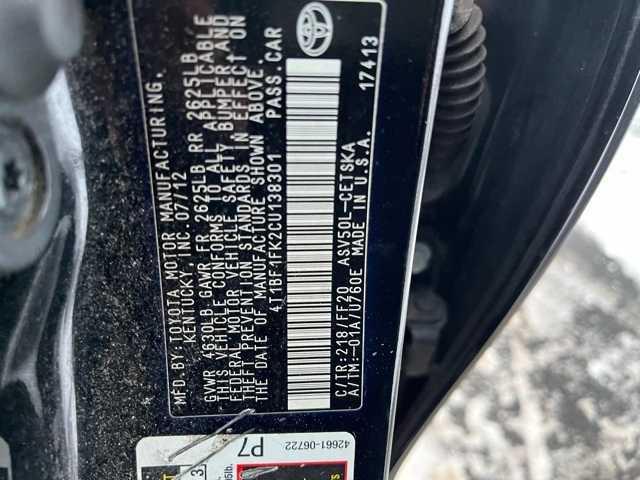 MFD.BY:TOYOTA MOTOR MANUFACTURING,
KENTUCKY, INC.07/12
GVWR 4630LB GAWR FR 2625LB RR 2625LB
THIS VEHICLE CONFORMS TO ALL APPLICABLE
FEDERAL MOTOR VEHICLE SAFETY BUMPER AND
THEFT PREVENTION STANDARDS IN EFFECT ON
THE DATE OF MANUFACTURE SHOWN ABOVE.
4T1BF1FK2CU138301 PASS.CAR
C/TR:218/FF20 ASV50L-CETSKA
A/TM:-01A/U760E MADE IN U.S.A. 17413
42661-06722
P7